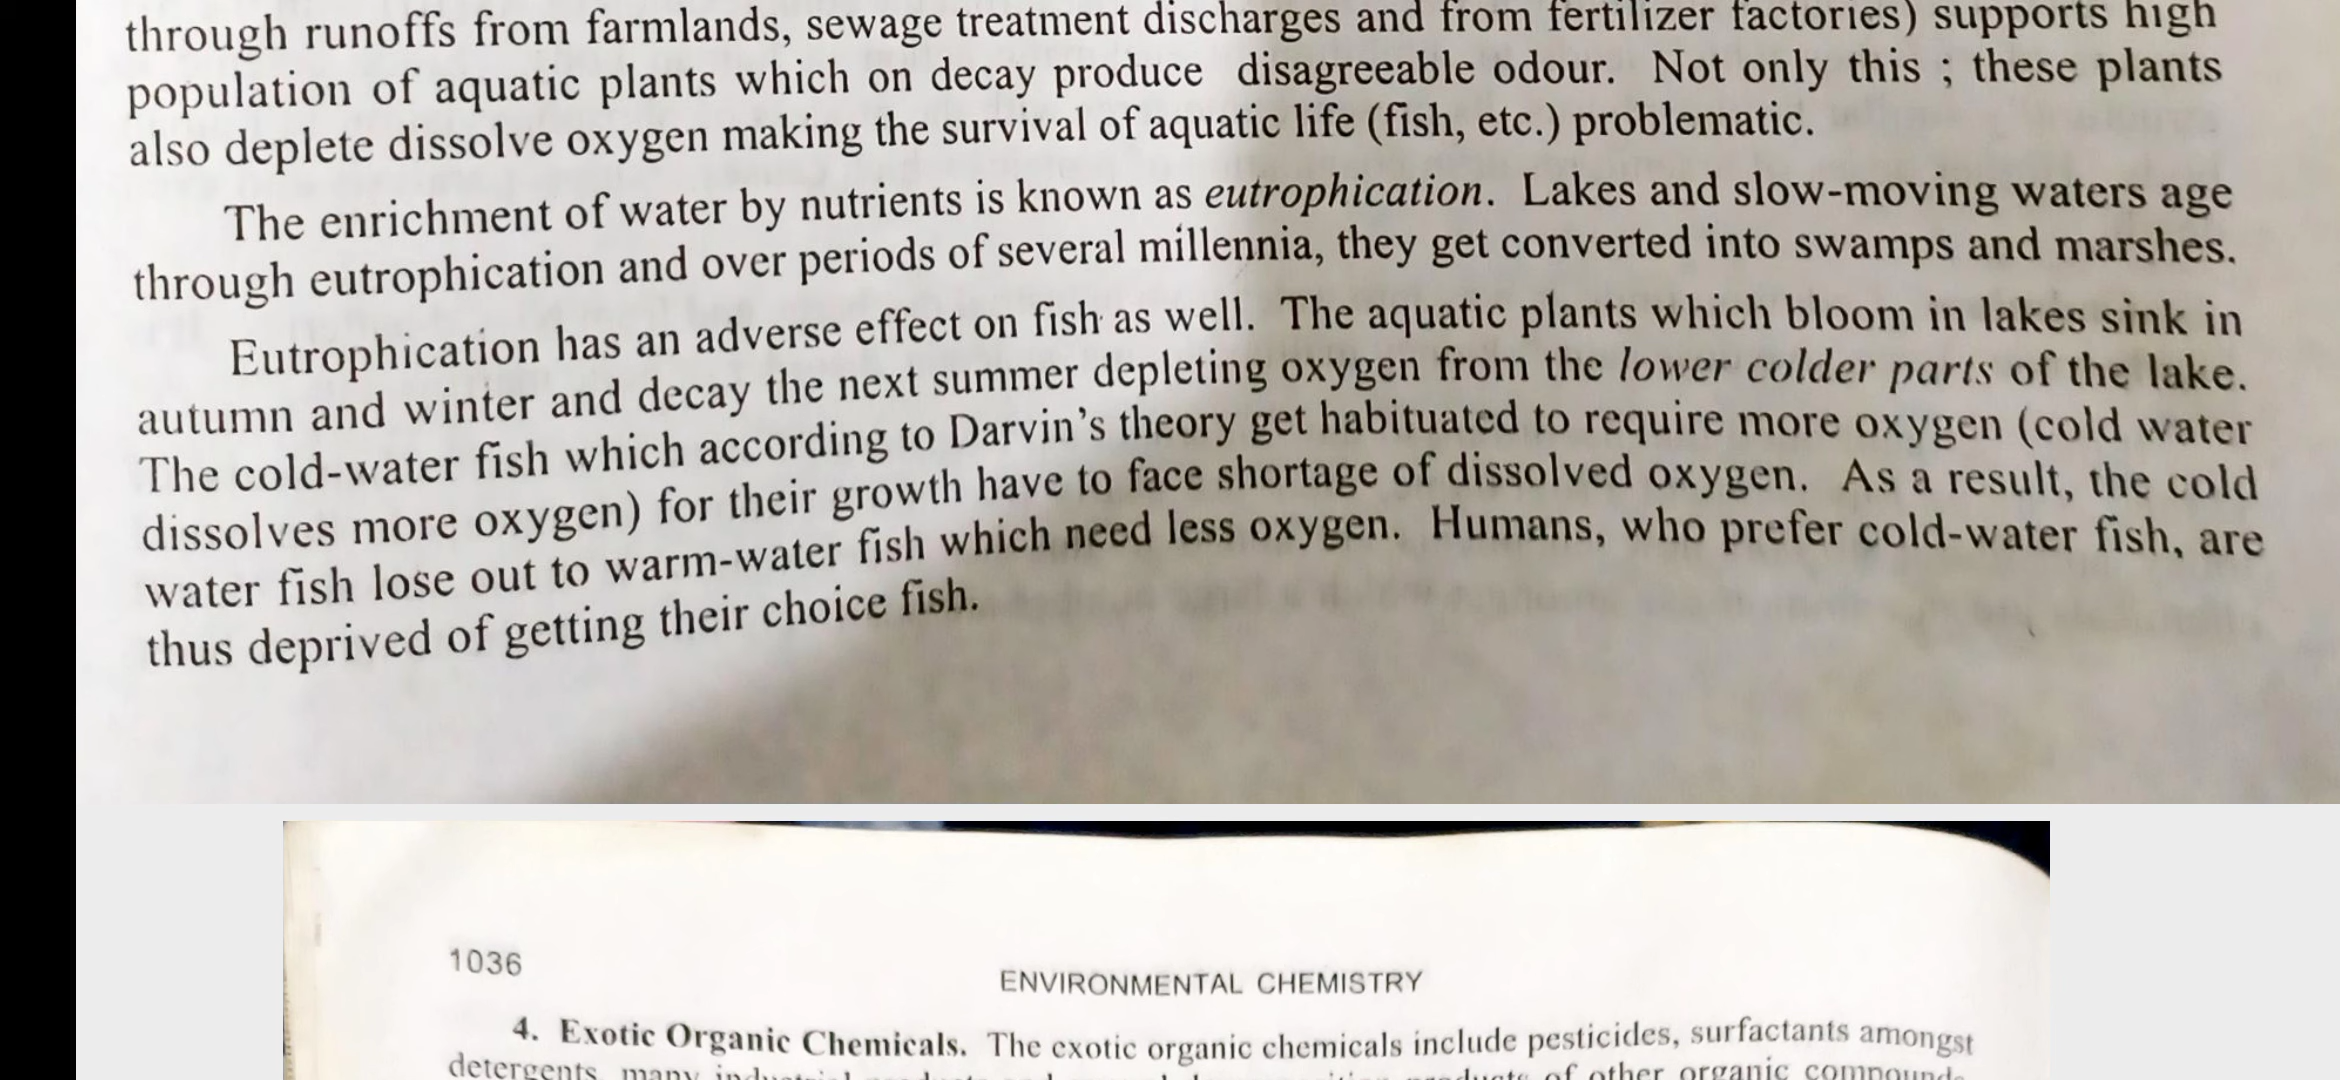 through runoffs from farmlands, sewage treatment discharges and from fertilizer factories) supports high
population of aquatic plants which on decay produce disagreeable odour. Not only this ; these plants
also deplete dissolve oxygen making the survival of aquatic life (fish, etc.) problematic.
The enrichment of water by nutrients is known as eutrophication. Lakes and slow-moving waters age
through eutrophication and over periods of several millennia, they get converted into swamps and marshes.
Eutrophication has an adverse effect on fish as well. The aquatic plants which bloom in lakes sink in
autumn and winter and decay the next summer depleting oxygen from the lower colder parts of the lake.
The cold-water fish which according to Darvin's theory get habituated to require more oxygen (cold water
dissolves more oxygen) for their growth have to face shortage of dissolved oxygen. As a result, the cold
water fish lose out to warm-water fish which need less oxygen. Humans, who prefer cold-water fish, are
thus deprived of getting their choice fish.
1036
ENVIRONMENTAL CHEMISTRY
4. Exotic Organic Chemicals. The exotic organic chemicals include pesticides, surfactants amongst
detergents, many industrial products of other organic compounds